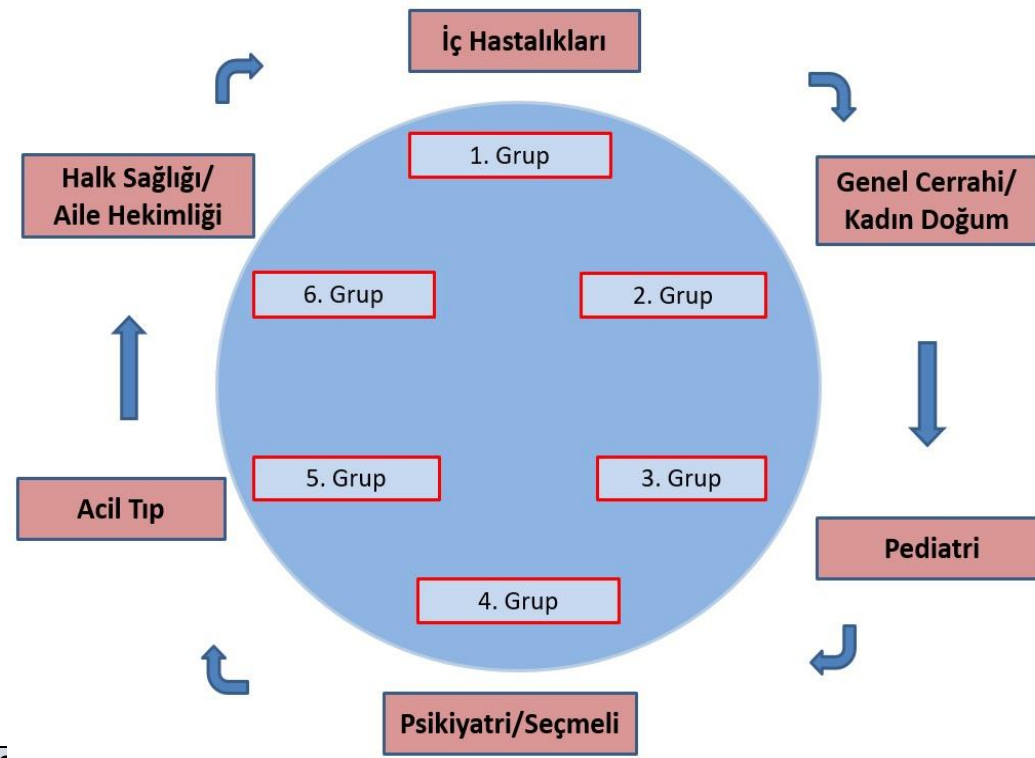 İç Hastalıkları
1. Grup
Halk Sağlığı/
Aile Hekimliği
Genel Cerrahi/
Kadın Doğum
6. Grup
2. Grup
5. Grup
3. Grup
Acil Tıp
Pediatri
4. Grup
Psikiyatri/Seçmeli